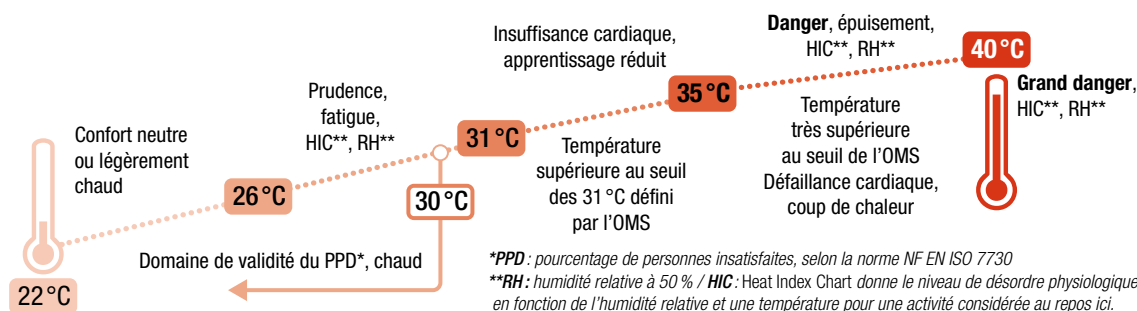 Confort neutre
ou légèrement
chaud
22 °C
26 °C
Prudence,
fatigue,
HIC**, RH**
30 °C
Domaine de validité du PPD*, chaud
31 °C
Insuffisance cardiaque,
apprentissage réduit
Température
supérieure au seuil
des 31 °C défini
par l’OMS
35 °C
Danger, épuisement,
HIC**, RH**
Température
très supérieure
au seuil de l’OMS
Défaillance cardiaque,
coup de chaleur
40 °C
Grand danger,
HIC**, RH**
*PPD : pourcentage de personnes insatisfaites, selon la norme NF EN ISO 7730
**RH : humidité relative à 50 % / HIC : Heat Index Chart donne le niveau de désordre physiologique
en fonction de l’humidité relative et une température pour une activité considérée au repos ici.